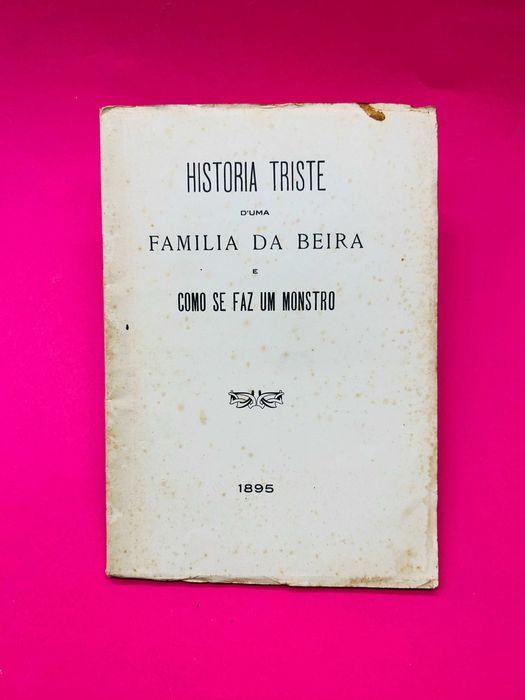 HISTORIA TRISTE
D'UMA
FAMILIA DA BEIRA
E
COMO SE FAZ UM MONSTRO
1895